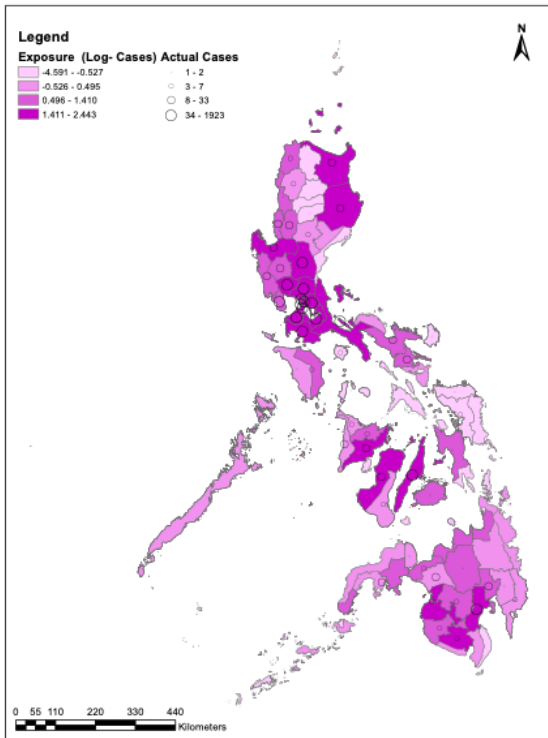 Legend
N
Exposure (Log- Cases) Actual Cases
-4.591 - -0.527 1 - 2
-0.526 - 0.495 3 - 7
0.496 - 1.410 8 - 33
1.411 - 2.443 34 - 1923
0 55 110 220 330 440
Kilometers